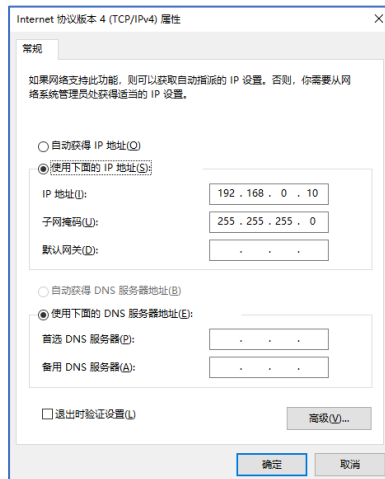 Internet 协议版本 4 (TCP/IPv4) 属性
常规
如果网络支持此功能，则可以获取自动指派的 IP 设置。否则，你需要从网
络系统管理员处获得适当的 IP 设置。
自动获得 IP 地址(O)
使用下面的 IP 地址(S):
IP 地址(I): 192 . 168 . 0 . 10
子网掩码(U): 255 . 255 . 255 . 0
默认网关(D): . . .
自动获得 DNS 服务器地址(B)
使用下面的 DNS 服务器地址(E):
首选 DNS 服务器(P): . . .
备用 DNS 服务器(A): . . .
退出时验证设置(L)
高级(V)...
确定 取消